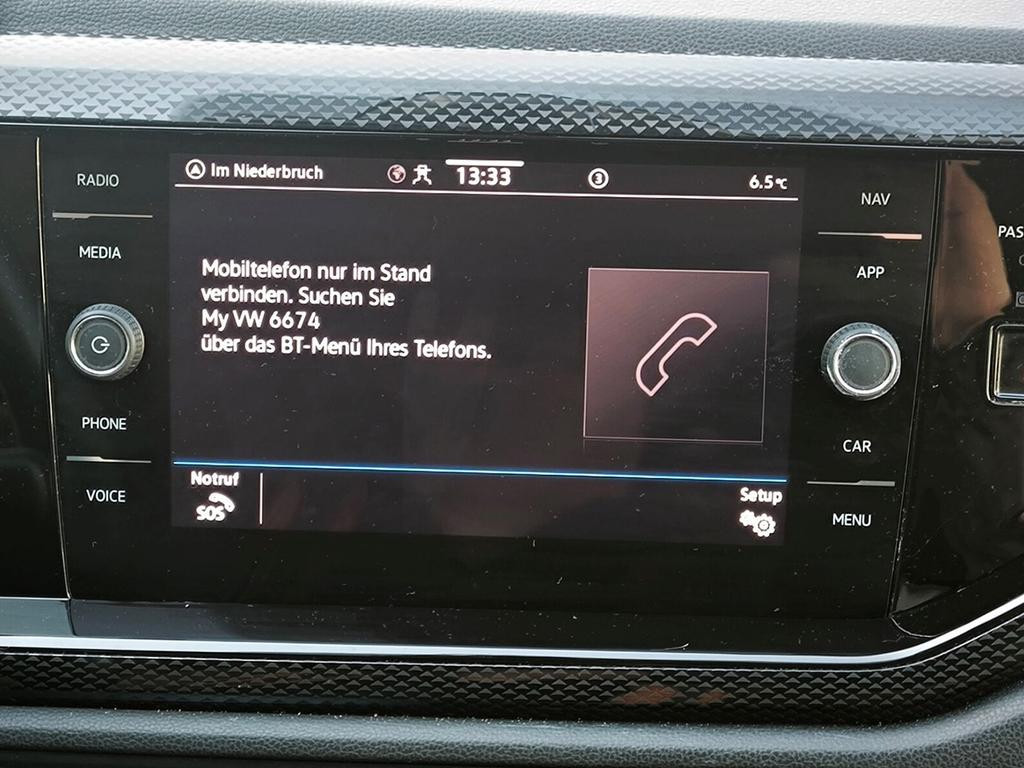 RADIO
MEDIA
PHONE
VOICE
Im Niederbruch
13:33
3
6.5°C
Mobiltelefon nur im Stand
verbinden. Suchen Sie
My VW 6674
über das BT-Menü Ihres Telefons.
Notruf
SOS
Setup
NAV
APP
CAR
MENU
PAS